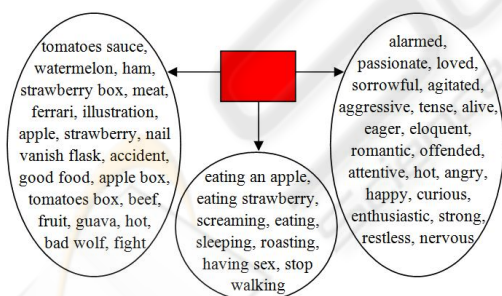 tomatoes sauce,
watermelon, ham,
strawberry box, meat,
ferrari, illustration,
apple, strawberry, nail
vanish flask, accident,
good food, apple box,
tomatoes box, beef,
fruit, guava, hot,
bad wolf, fight
eating an apple,
eating strawberry,
screaming, eating,
sleeping, roasting,
having sex, stop
walking
alarmed,
passionate, loved,
sorrowful, agitated,
aggressive, tense, alive,
eager, eloquent,
romantic, offended,
attentive, hot, angry,
happy, curious,
enthusiastic, strong,
restless, nervous